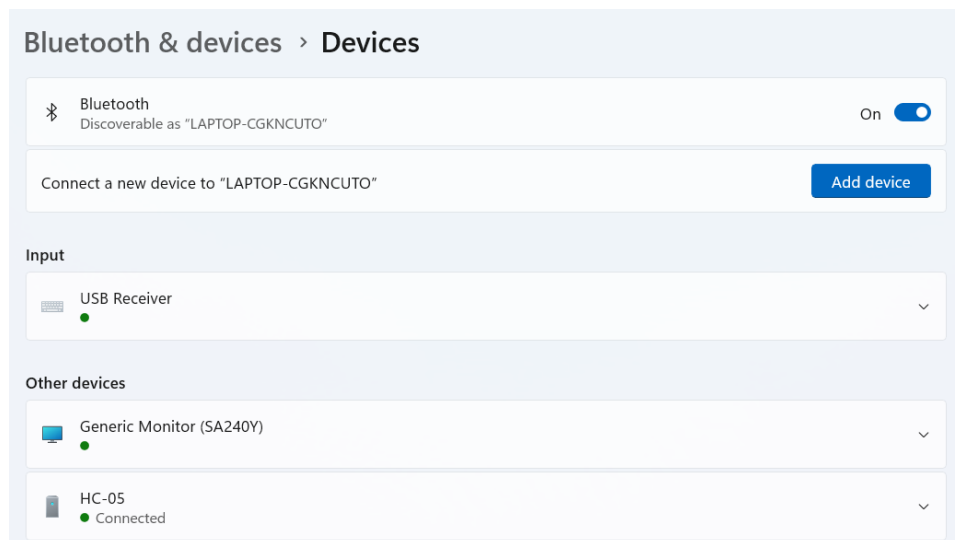 Bluetooth & devices › Devices
Bluetooth
Discoverable as “LAPTOP-CGKNCUTO”
On
Connect a new device to “LAPTOP-CGKNCUTO”
Add device
Input
USB Receiver
Other devices
Generic Monitor (SA240Y)
HC-05
Connected